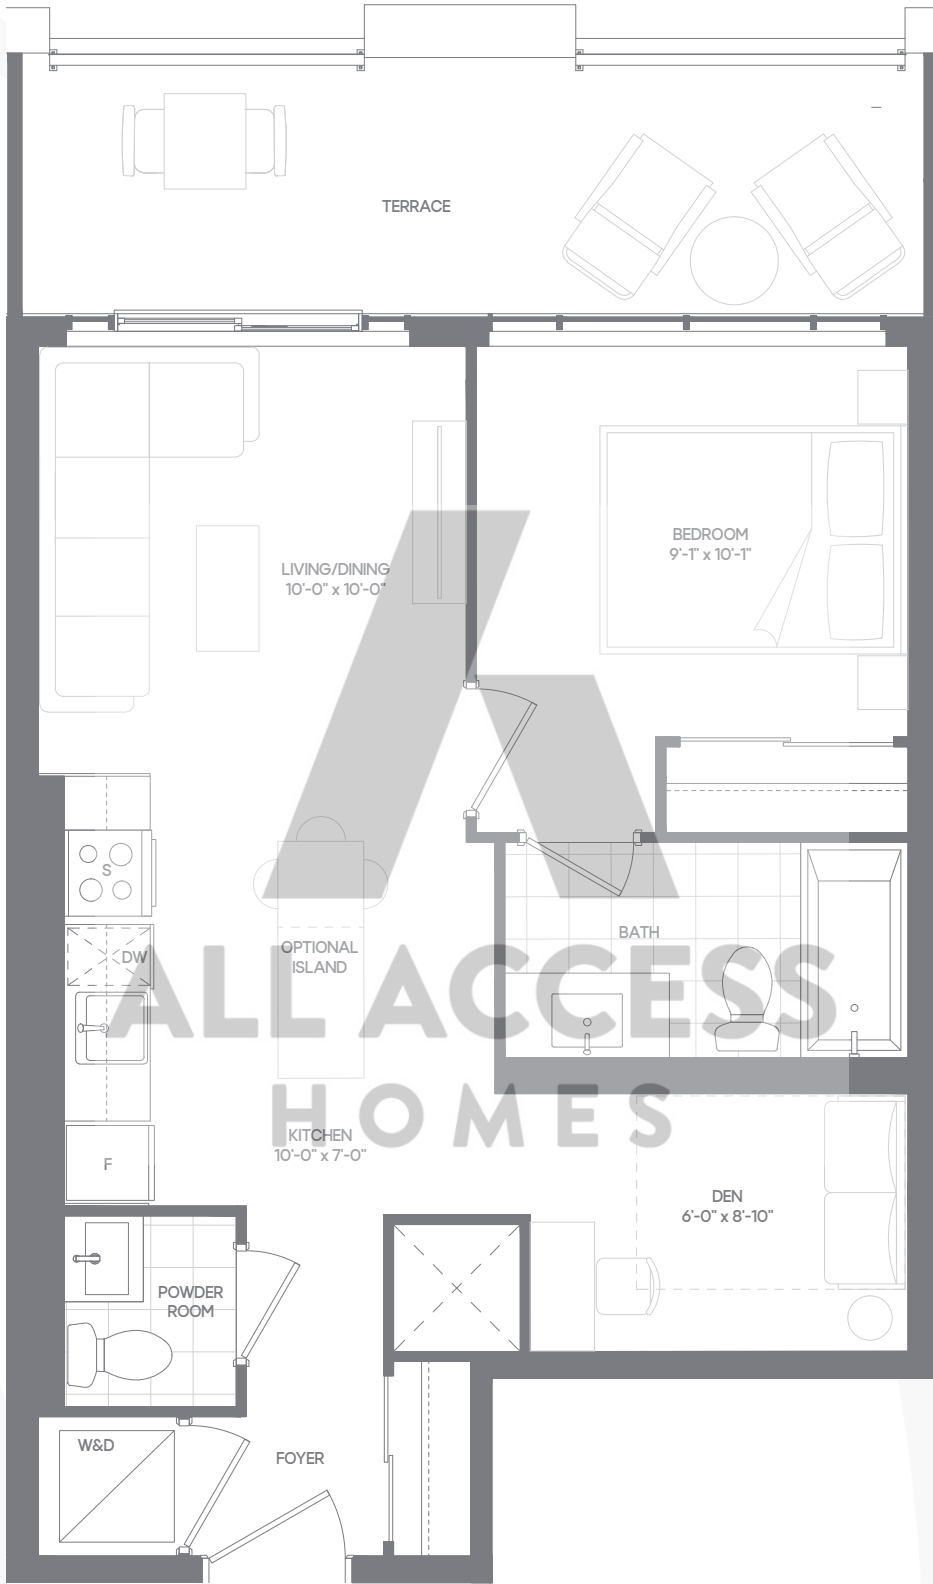 TERRACE
LIVING/DINING
10'-0" x 10'-0"
BEDROOM
9'-1" x 10'-1"
S
DW
OPTIONAL
ISLAND
BATH
ALL ACCESS
HOMES
KITCHEN
10'-0" x 7'-0"
F
DEN
6'-0" x 8'-10"
POWDER
ROOM
W&D
FOYER